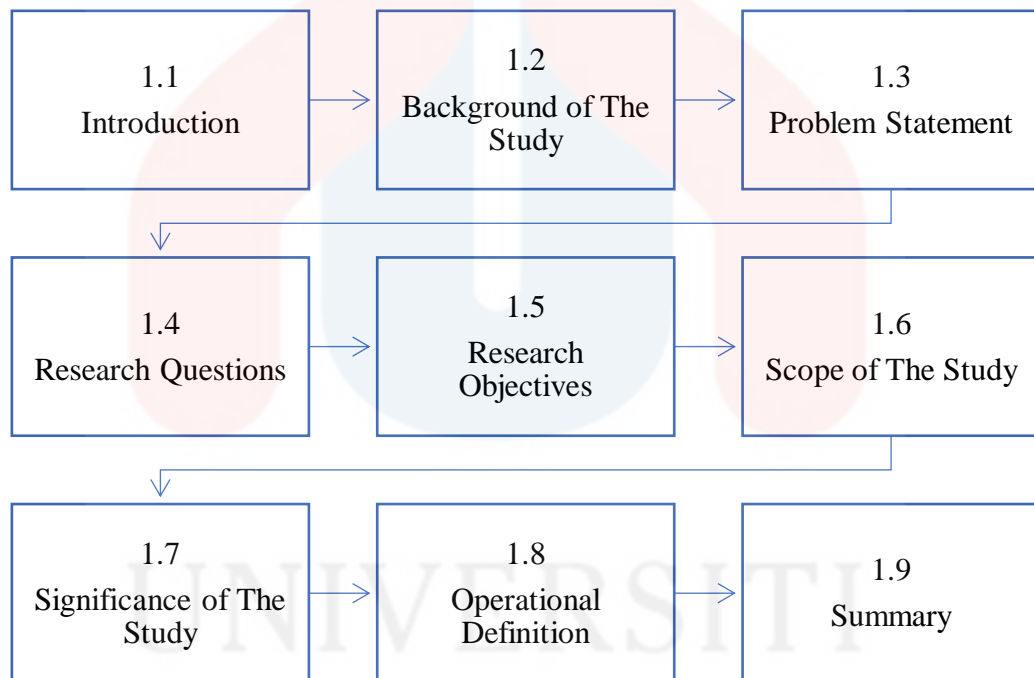 1.1
Introduction
1.2
Background of The
Study
1.3
Problem Statement
1.4
Research Questions
1.5
Research
Objectives
1.6
Scope of The Study
1.7
Significance of The
Study
1.8
Operational
Definition
1.9
Summary
UNIVERSITI